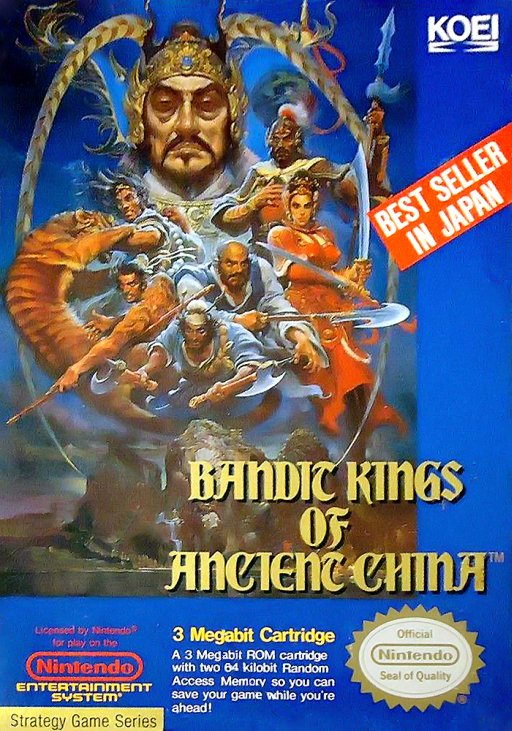 KOEI
BEST SELLER
IN JAPAN
BANDIT KINGS
OF
ANCIENT CHINA™
Licensed by Nintendo®
for play on the
Nintendo
ENTERTAINMENT
SYSTEM®
Strategy Game Series
3 Megabit Cartridge
A 3 Megabit ROM cartridge
with two 64 kilobit Random
Access Memory so you can
save your game while you're
ahead!
Official
Nintendo
Seal of Quality
®